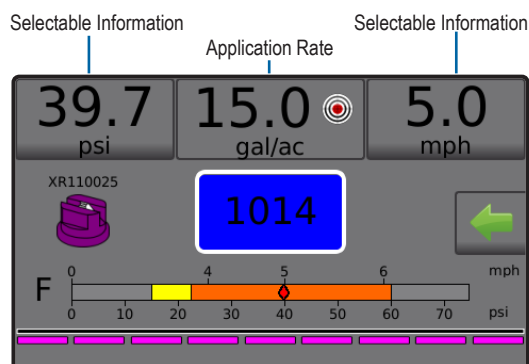 Selectable Information Selectable Information
Application Rate
39.7 15.0 5.0
psi gal/ac mph
XR110025
1014
0 4 5 6 mph
F
0 10 20 30 40 50 60 70 psi